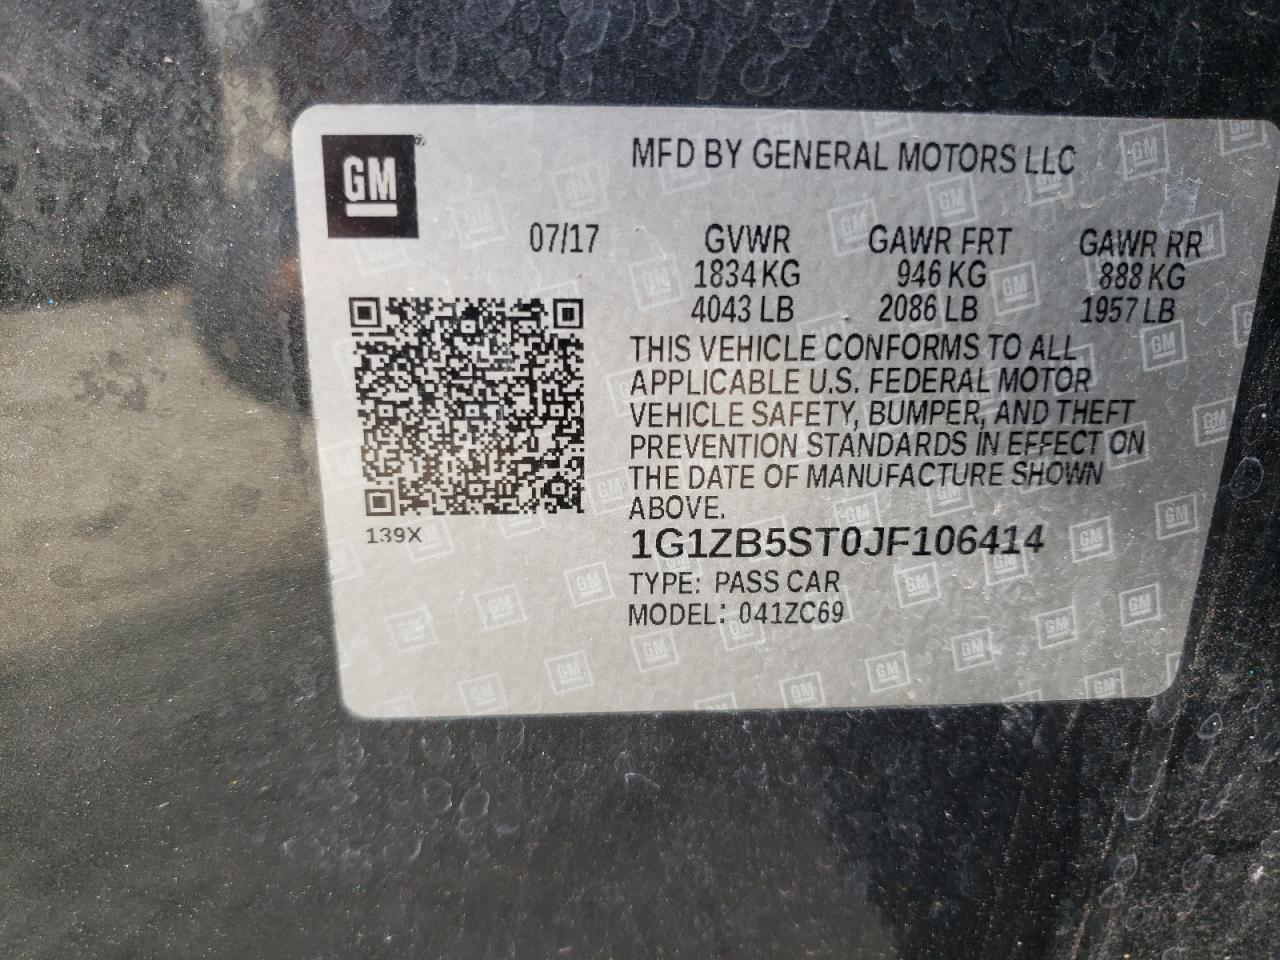 GM
MFD BY GENERAL MOTORS LLC
07/17 GVWR GAWR FRT GAWR RR
1834 KG 946 KG 888 KG
4043 LB 2086 LB 1957 LB
THIS VEHICLE CONFORMS TO ALL
APPLICABLE U.S. FEDERAL MOTOR
VEHICLE SAFETY, BUMPER, AND THEFT
PREVENTION STANDARDS IN EFFECT ON
THE DATE OF MANUFACTURE SHOWN
ABOVE.
139X
1G1ZB5ST0JF106414
TYPE: PASS CAR
MODEL: 041ZC69